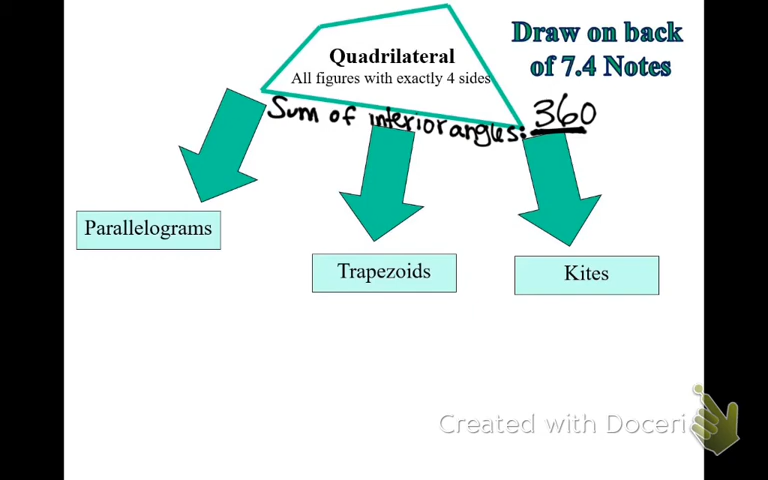 Quadrilateral
All figures with exactly 4 sides
Draw on back
of 7.4 Notes
Sum of interior angles: 360
Parallelograms
Trapezoids
Kites
Created with Doceri